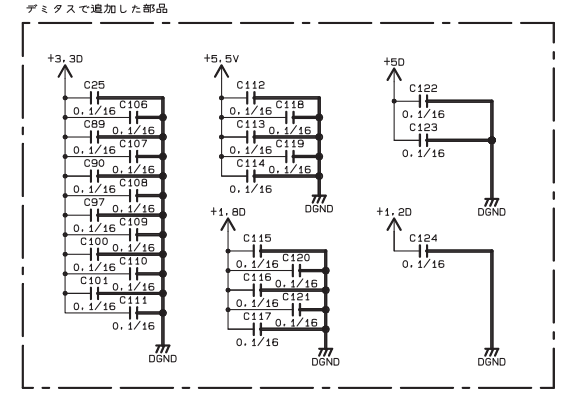 デミタスで追加した部品
+3.3D
C25
0.1/16
C106
0.1/16
C89
0.1/16
C107
0.1/16
C90
0.1/16
C108
0.1/16
C97
0.1/16
C109
0.1/16
C100
0.1/16
C110
0.1/16
C101
0.1/16
C111
0.1/16
DGND
+5.5V
C112
0.1/16
C118
0.1/16
C113
0.1/16
C119
0.1/16
C114
0.1/16
DGND
+1.8D
C115
0.1/16
C120
0.1/16
C116
0.1/16
C121
0.1/16
C117
0.1/16
DGND
+5D
C122
0.1/16
C123
0.1/16
DGND
+1.2D
C124
0.1/16
DGND